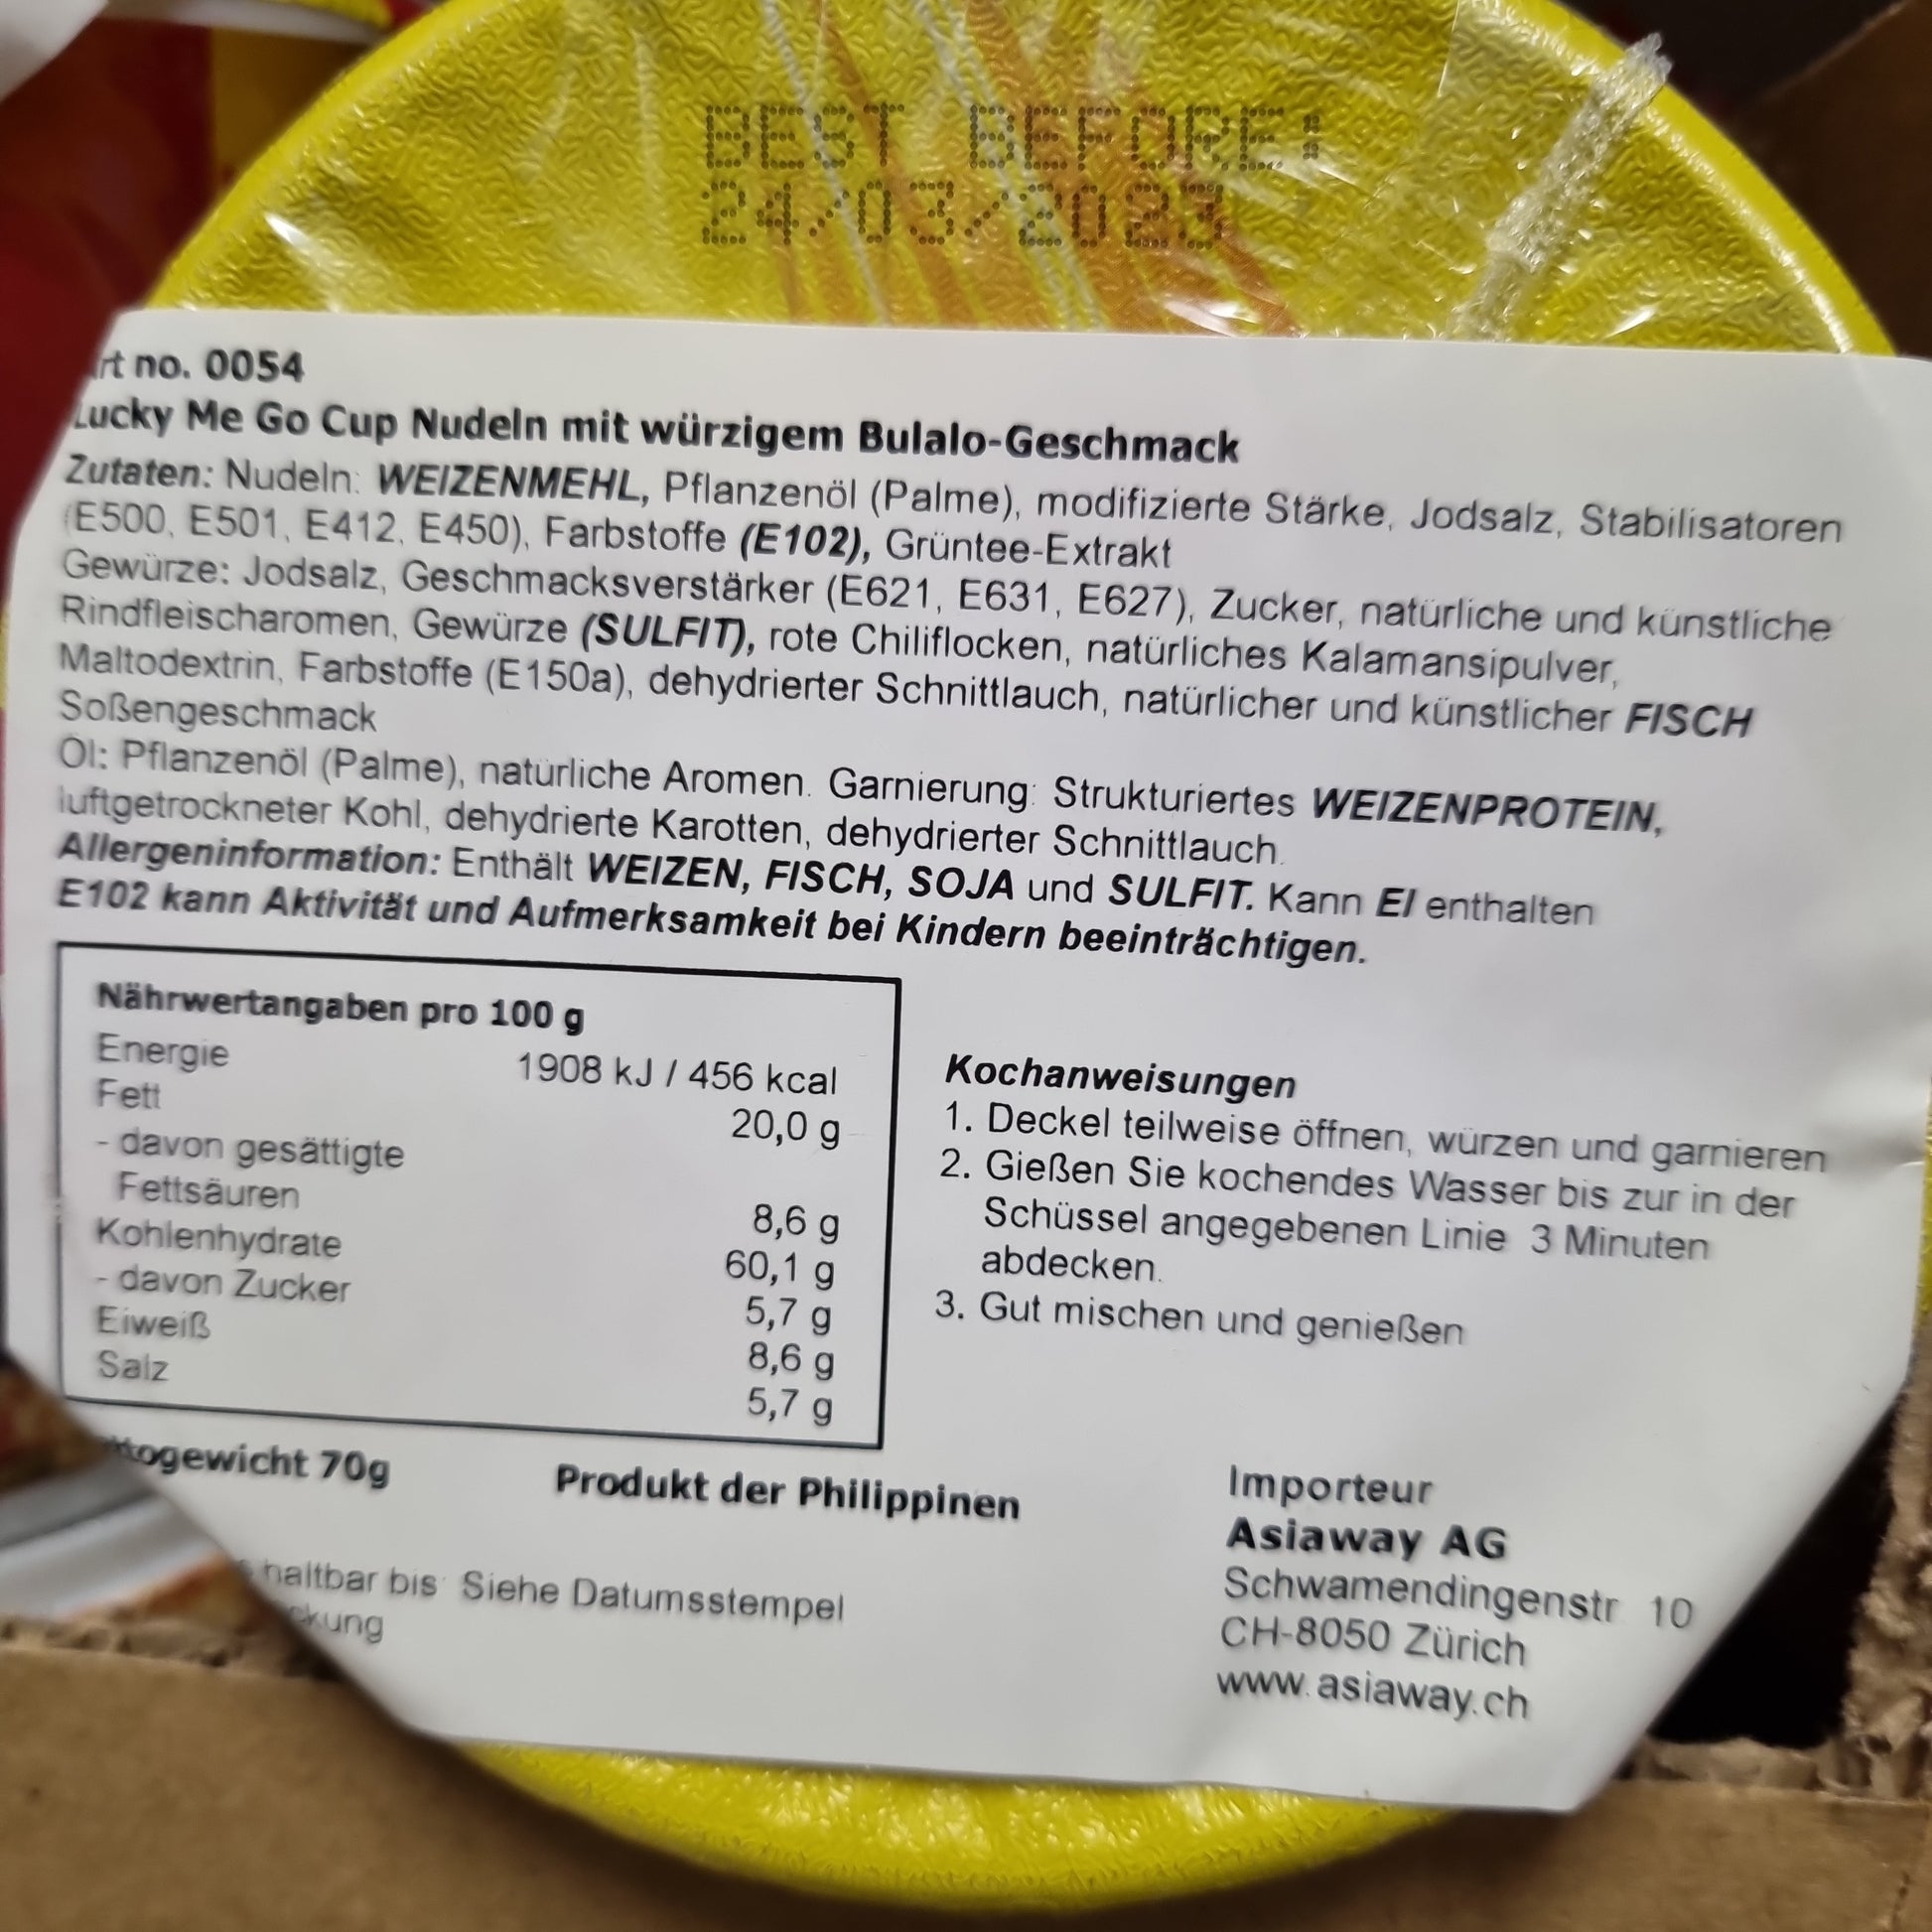 BEST BEFORE:
24/03/2023
rt no. 0054
Lucky Me Go Cup Nudeln mit würzigem Bulalo-Geschmack
Zutaten: Nudeln: WEIZENMEHL, Pflanzenöl (Palme), modifizierte Stärke, Jodsalz, Stabilisatoren
(E500, E501, E412, E450), Farbstoffe (E102), Grüntee-Extrakt
Gewürze: Jodsalz, Geschmacksverstärker (E621, E631, E627), Zucker, natürliche und künstliche
Rindfleischaromen, Gewürze (SULFIT), rote Chiliflocken, natürliches Kalamansipulver,
Maltodextrin, Farbstoffe (E150a), dehydrierter Schnittlauch, natürlicher und künstlicher FISCH
Soßengeschmack
Öl: Pflanzenöl (Palme), natürliche Aromen. Garnierung: Strukturiertes WEIZENPROTEIN,
luftgetrockneter Kohl, dehydrierte Karotten, dehydrierter Schnittlauch.
Allergeninformation: Enthält WEIZEN, FISCH, SOJA und SULFIT. Kann EI enthalten
E102 kann Aktivität und Aufmerksamkeit bei Kindern beeinträchtigen.
Nährwertangaben pro 100 g
Energie 1908 kJ / 456 kcal
Fett 20,0 g
- davon gesättigte
Fettsäuren 8,6 g
Kohlenhydrate 60,1 g
- davon Zucker 5,7 g
Eiweiß 8,6 g
Salz 5,7 g
Kochanweisungen
1. Deckel teilweise öffnen, würzen und garnieren
2. Gießen Sie kochendes Wasser bis zur in der
Schüssel angegebenen Linie 3 Minuten
abdecken.
3. Gut mischen und genießen
togewicht 70g
Produkt der Philippinen
haltbar bis: Siehe Datumsstempel
ckung
Importeur
Asiaway AG
Schwamendingenstr 10
CH-8050 Zürich
www.asiaway.ch